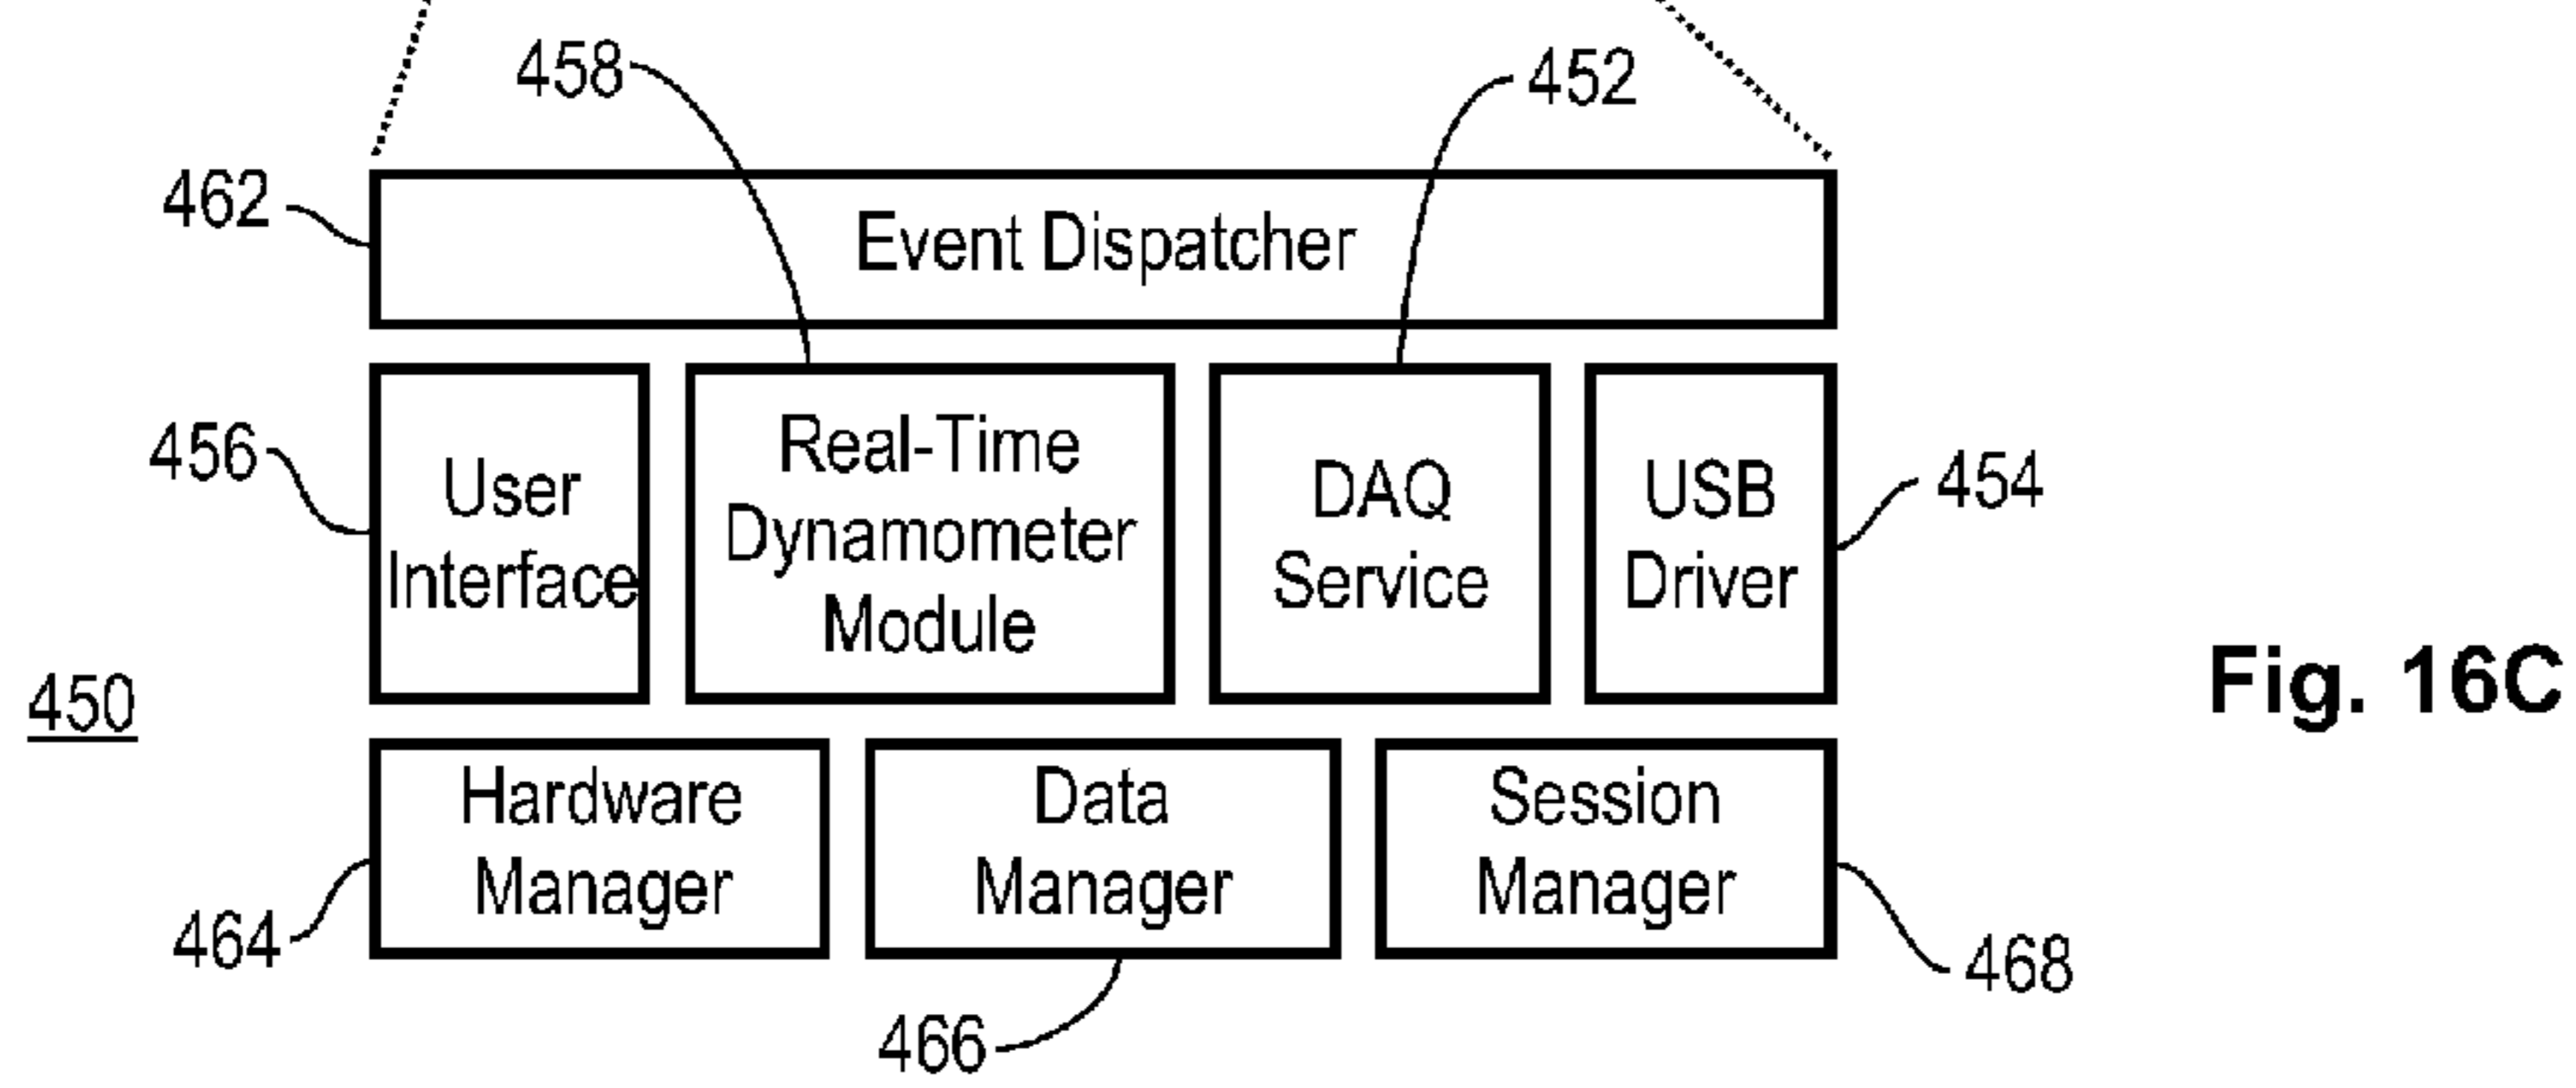 458
452
462
Event Dispatcher
456
User
Interface
Real-Time
Dynamometer
Module
DAQ
Service
USB
Driver
454
450
Fig. 16C
Hardware
Manager
Data
Manager
Session
Manager
464
466
468